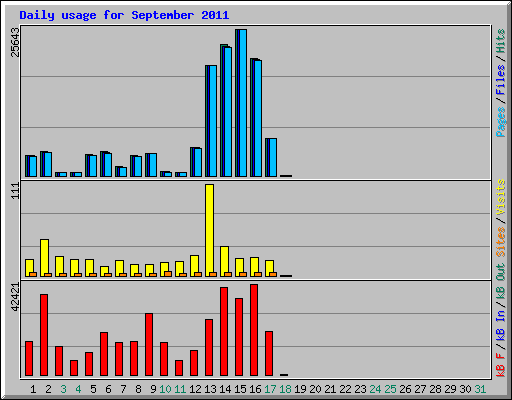 Daily usage for September 2011
25643
111
42421
Pages / Files / Hits
Sites / Visits
kB F / kB In / kB Out
1 2 3 4 5 6 7 8 9 10 11 12 13 14 15 16 17 18 19 20 21 22 23 24 25 26 27 28 29 30 31